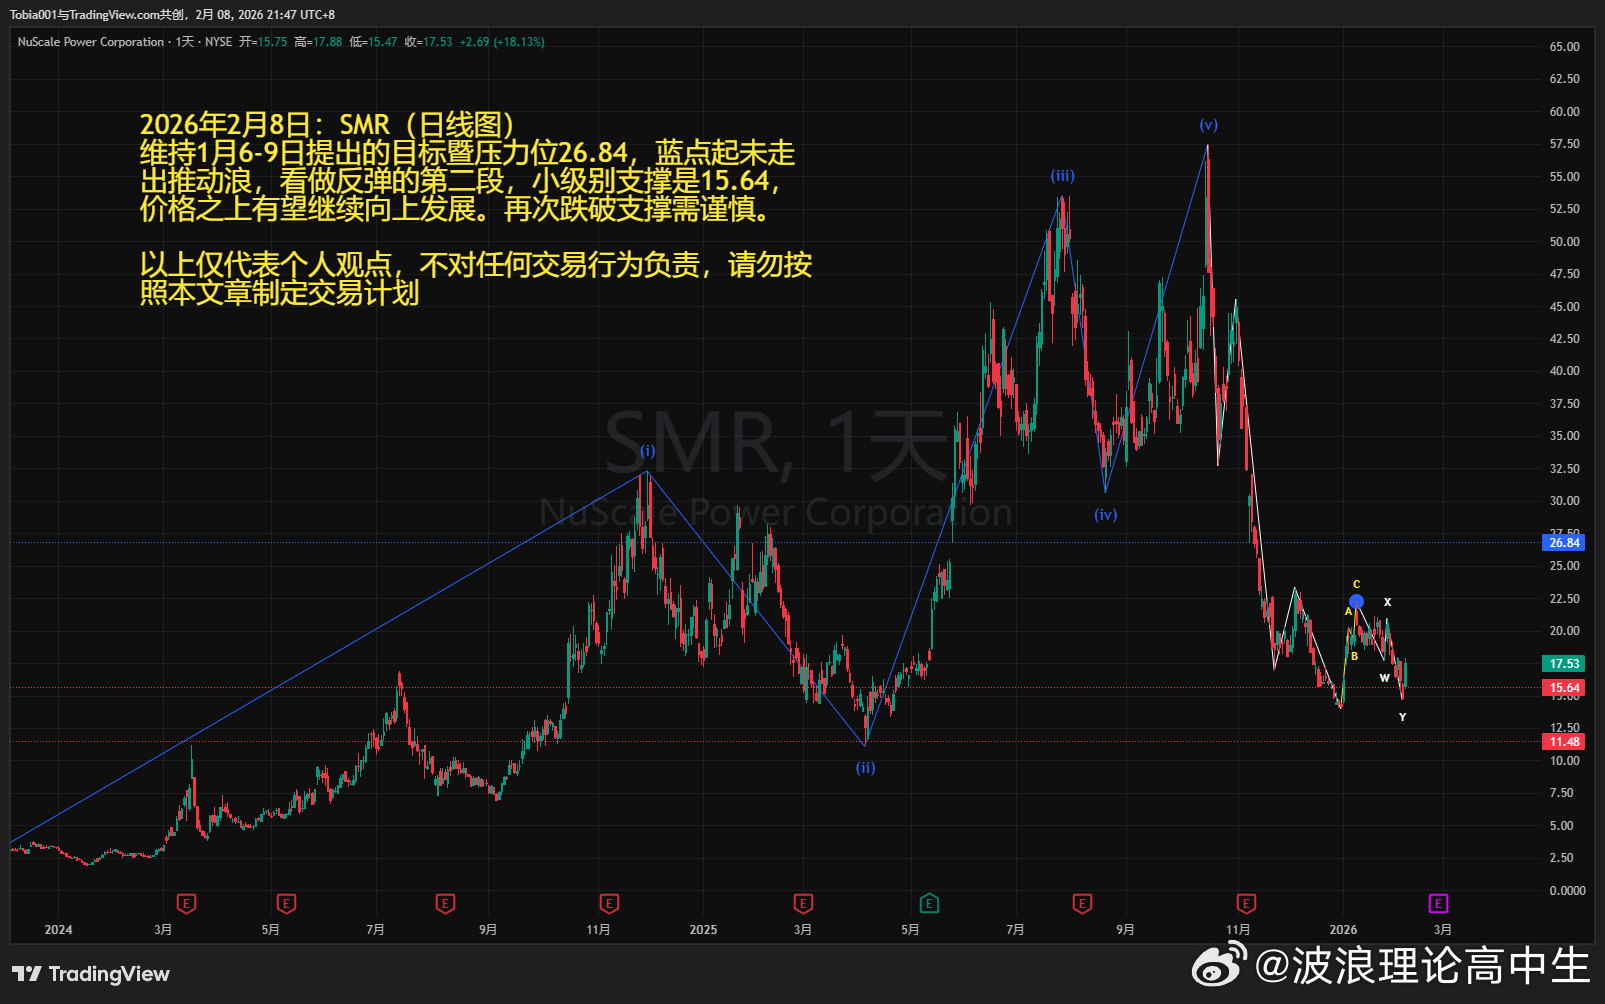 Tobia001与TradingView.com共创，2月 08, 2026 21:47 UTC+8
NuScale Power Corporation · 1天 · NYSE 开=15.75 高=17.88 低=15.47 收=17.53 +2.69 (+18.13%)
2026年2月8日：SMR（日线图）
维持1月6-9日提出的目标暨压力位26.84，蓝点起未走
出推动浪，看做反弹的第二段，小级别支撑是15.64，
价格之上有望继续向上发展。再次跌破支撑需谨慎。
以上仅代表个人观点，不对任何交易行为负责，请勿按
照本文章制定交易计划
SMR, 1天
NuScale Power Corporation
(i)
(ii)
(iii)
(iv)
(v)
A
B
C
W
X
Y
65.00
62.50
60.00
57.50
55.00
52.50
50.00
47.50
45.00
42.50
40.00
37.50
35.00
32.50
30.00
27.50
26.84
25.00
22.50
20.00
17.53
15.64
15.00
12.50
11.48
10.00
7.50
5.00
2.50
0.0000
E E E E E E E E E
2024 3月 5月 7月 9月 11月 2025 3月 5月 7月 9月 11月 2026 3月
TradingView
@波浪理论高中生